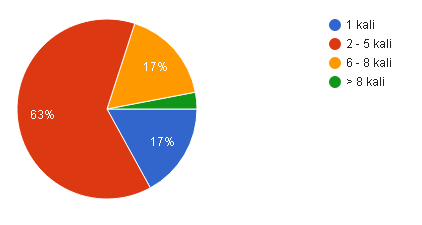 1 kali
2 - 5 kali
6 - 8 kali
> 8 kali
17%
63%
17%